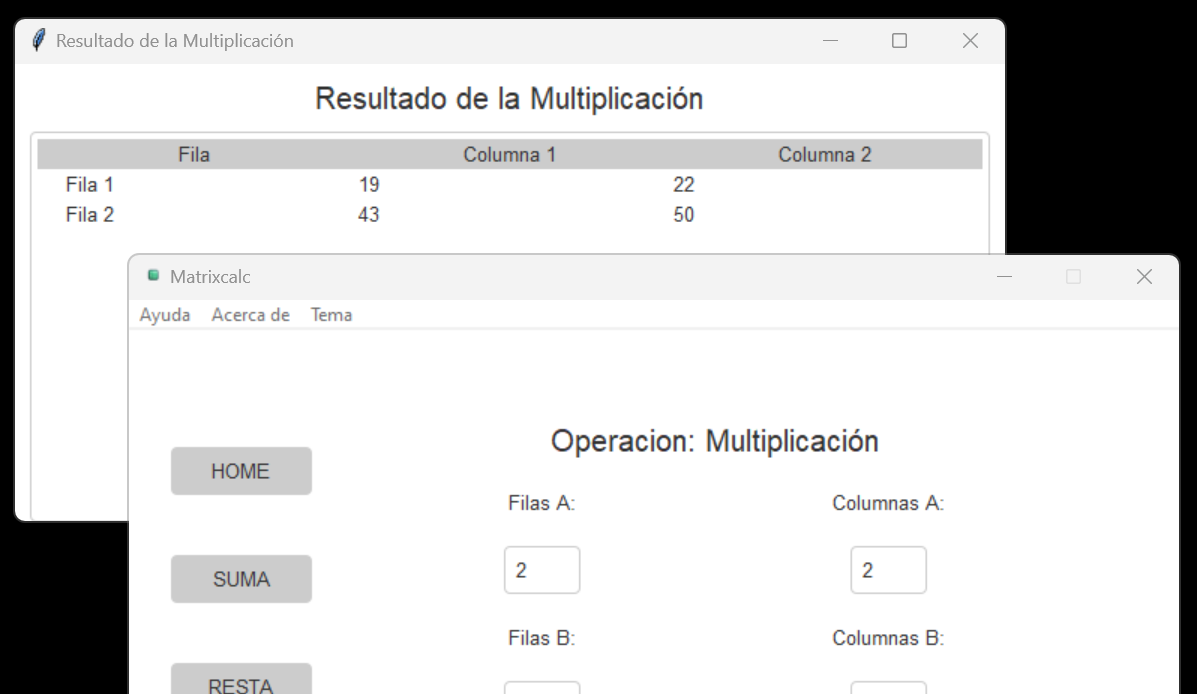 Resultado de la Multiplicación
Resultado de la Multiplicación
Fila Columna 1 Columna 2
Fila 1 19 22
Fila 2 43 50
Matrixcalc
Ayuda Acerca de Tema
Operacion: Multiplicación
HOME
Filas A: Columnas A:
2 2
SUMA
Filas B: Columnas B:
RESTA